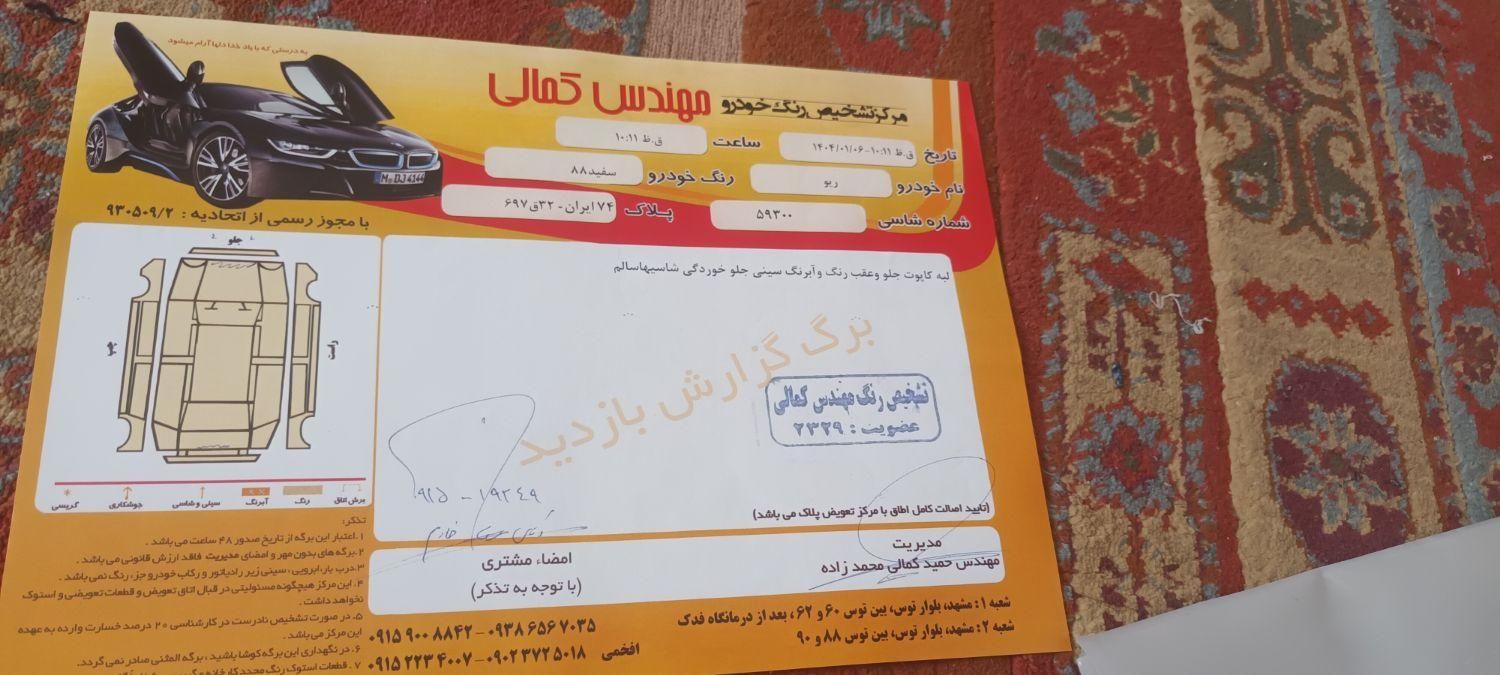 به درستی که با یاد خدا دلها آرام میشود
مرکز تشخیص رنگ خودرو مهندس کمالی
تاریخ ق.ظ ۱۰:۱۱-۱۴۰۴/۰۱/۰۶ ساعت ق.ظ ۱۰:۱۱
نام خودرو ریو رنگ خودرو سفید۸۸
شماره شاسی ۵۹۳۰۰ پلاک ۷۴ایران-۳۲ق۶۹۷
با مجوز رسمی از اتحادیه : ۹۳۰۵۰۹/۲
M DJ 4144
جلو
چپ
راست
برش اتاق رنگ آبرنگ سینی و شاسی جوشکاری گریسی
لبه کاپوت جلو وعقب رنگ وآبرنگ سینی جلو خوردگی شاسیهاسالم
برگ گزارش بازدید
تشخیص رنگ مهندس کمالی
عضویت : ۲۳۲۹
(تایید اصالت کامل اطاق با مرکز تعویض پلاک می باشد)
مدیریت
مهندس حمید کمالی محمد زاده
امضاء مشتری
(با توجه به تذکر)
تذکر:
۱. اعتبار این برگه از تاریخ صدور ۴۸ ساعت می باشد .
۲.برگه های بدون مهر و امضای مدیریت فاقد ارزش قانونی می باشد .
۳.درب بار،ابرویی ، سینی زیر رادیاتور و رکاب خودرو جزء رنگ نمی باشد .
۴. این مرکز هیچگونه مسئولیتی در قبال اتاق تعویض و قطعات تعویضی و استوک
نخواهد داشت .
۵. در صورت تشخیص نادرست در کارشناسی ۲۰ درصد خسارت وارده به عهده
این مرکز می باشد .
۶. در نگهداری این برگه کوشا باشید ، برگه المثنی صادر نمی گردد.
۷. قطعات استوک رنگ مجدد
شعبه ۱ : مشهد، بلوار توس، بین توس ۶۰ و ۶۲ ، بعد از درمانگاه فدک
شعبه ۲ : مشهد، بلوار توس، بین توس ۸۸ و ۹۰
۰۹۱۵ ۹۰۰ ۸۸۴۲ - ۰۹۳۸ ۶۵۶ ۷۰۳۵
۰۹۱۵ ۲۲۳ ۴۰۰۷ - ۰۹۰۲ ۳۷۲ ۵۰۱۸ افخمی